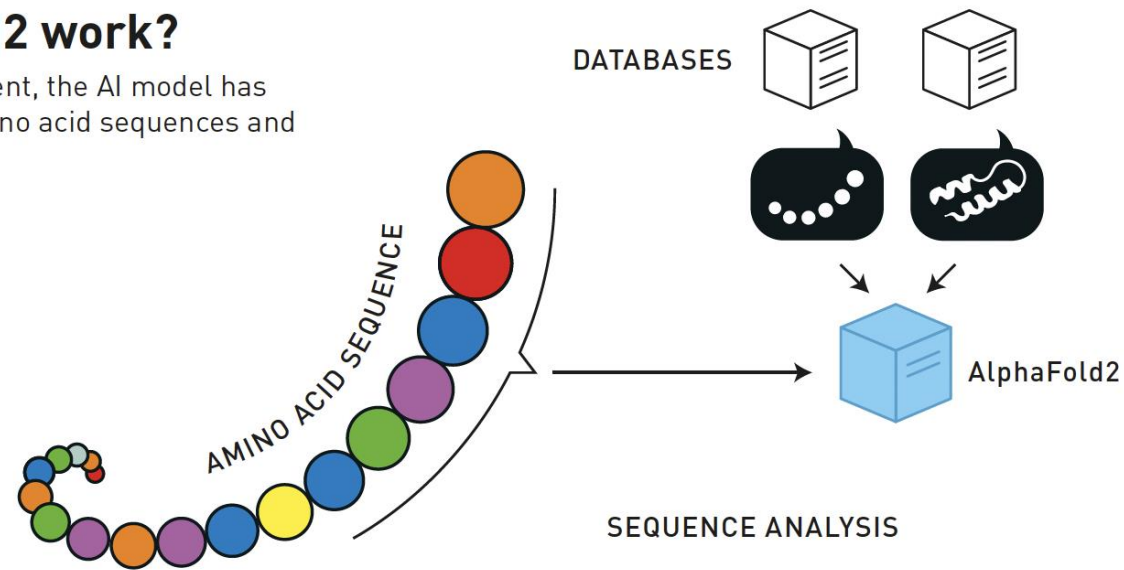 2 work?
ent, the AI model has
no acid sequences and
DATABASES
AMINO ACID SEQUENCE
AlphaFold2
SEQUENCE ANALYSIS